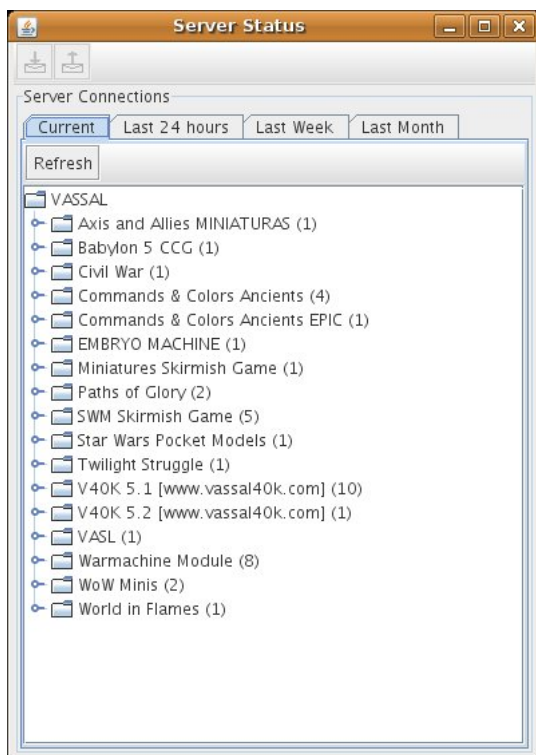 Server Status
Server Connections
Current Last 24 hours Last Week Last Month
Refresh
VASSAL
Axis and Allies MINIATURAS (1)
Babylon 5 CCG (1)
Civil War (1)
Commands & Colors Ancients (4)
Commands & Colors Ancients EPIC (1)
EMBRYO MACHINE (1)
Miniatures Skirmish Game (1)
Paths of Glory (2)
SWM Skirmish Game (5)
Star Wars Pocket Models (1)
Twilight Struggle (1)
V40K 5.1 [www.vassal40k.com] (10)
V40K 5.2 [www.vassal40k.com] (1)
VASL (1)
Warmachine Module (8)
WoW Minis (2)
World in Flames (1)